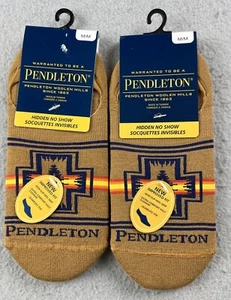 M/M
WARRANTED TO BE A
PENDLETON®
PENDLETON WOOLEN MILLS
SINCE 1863
HIDDEN NO SHOW
SOCQUETTES INVISIBLES
NEW
PENDLETON
M/M
WARRANTED TO BE A
PENDLETON®
PENDLETON WOOLEN MILLS
SINCE 1863
HIDDEN NO SHOW
SOCQUETTES INVISIBLES
NEW
PENDLETON